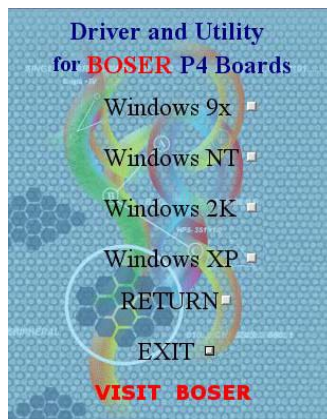 Driver and Utility
for BOSER P4 Boards
Windows 9x
Windows NT
Windows 2K
Windows XP
RETURN
EXIT
VISIT BOSER